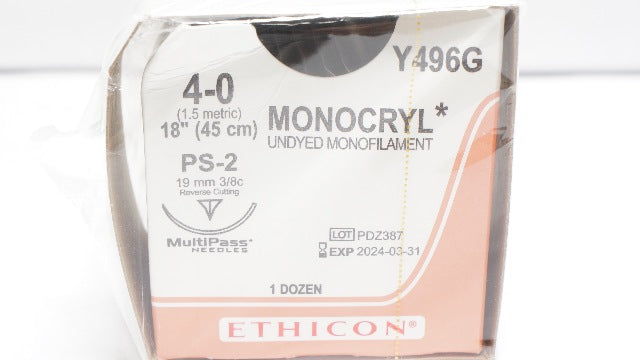 Y496G
4-0
(1.5 metric)
18" (45 cm)
MONOCRYL*
UNDYED MONOFILAMENT
PS-2
19 mm 3/8c
Reverse Cutting
MultiPass*
NEEDLES
LOT PDZ387
EXP 2024-03-31
1 DOZEN
ETHICON®